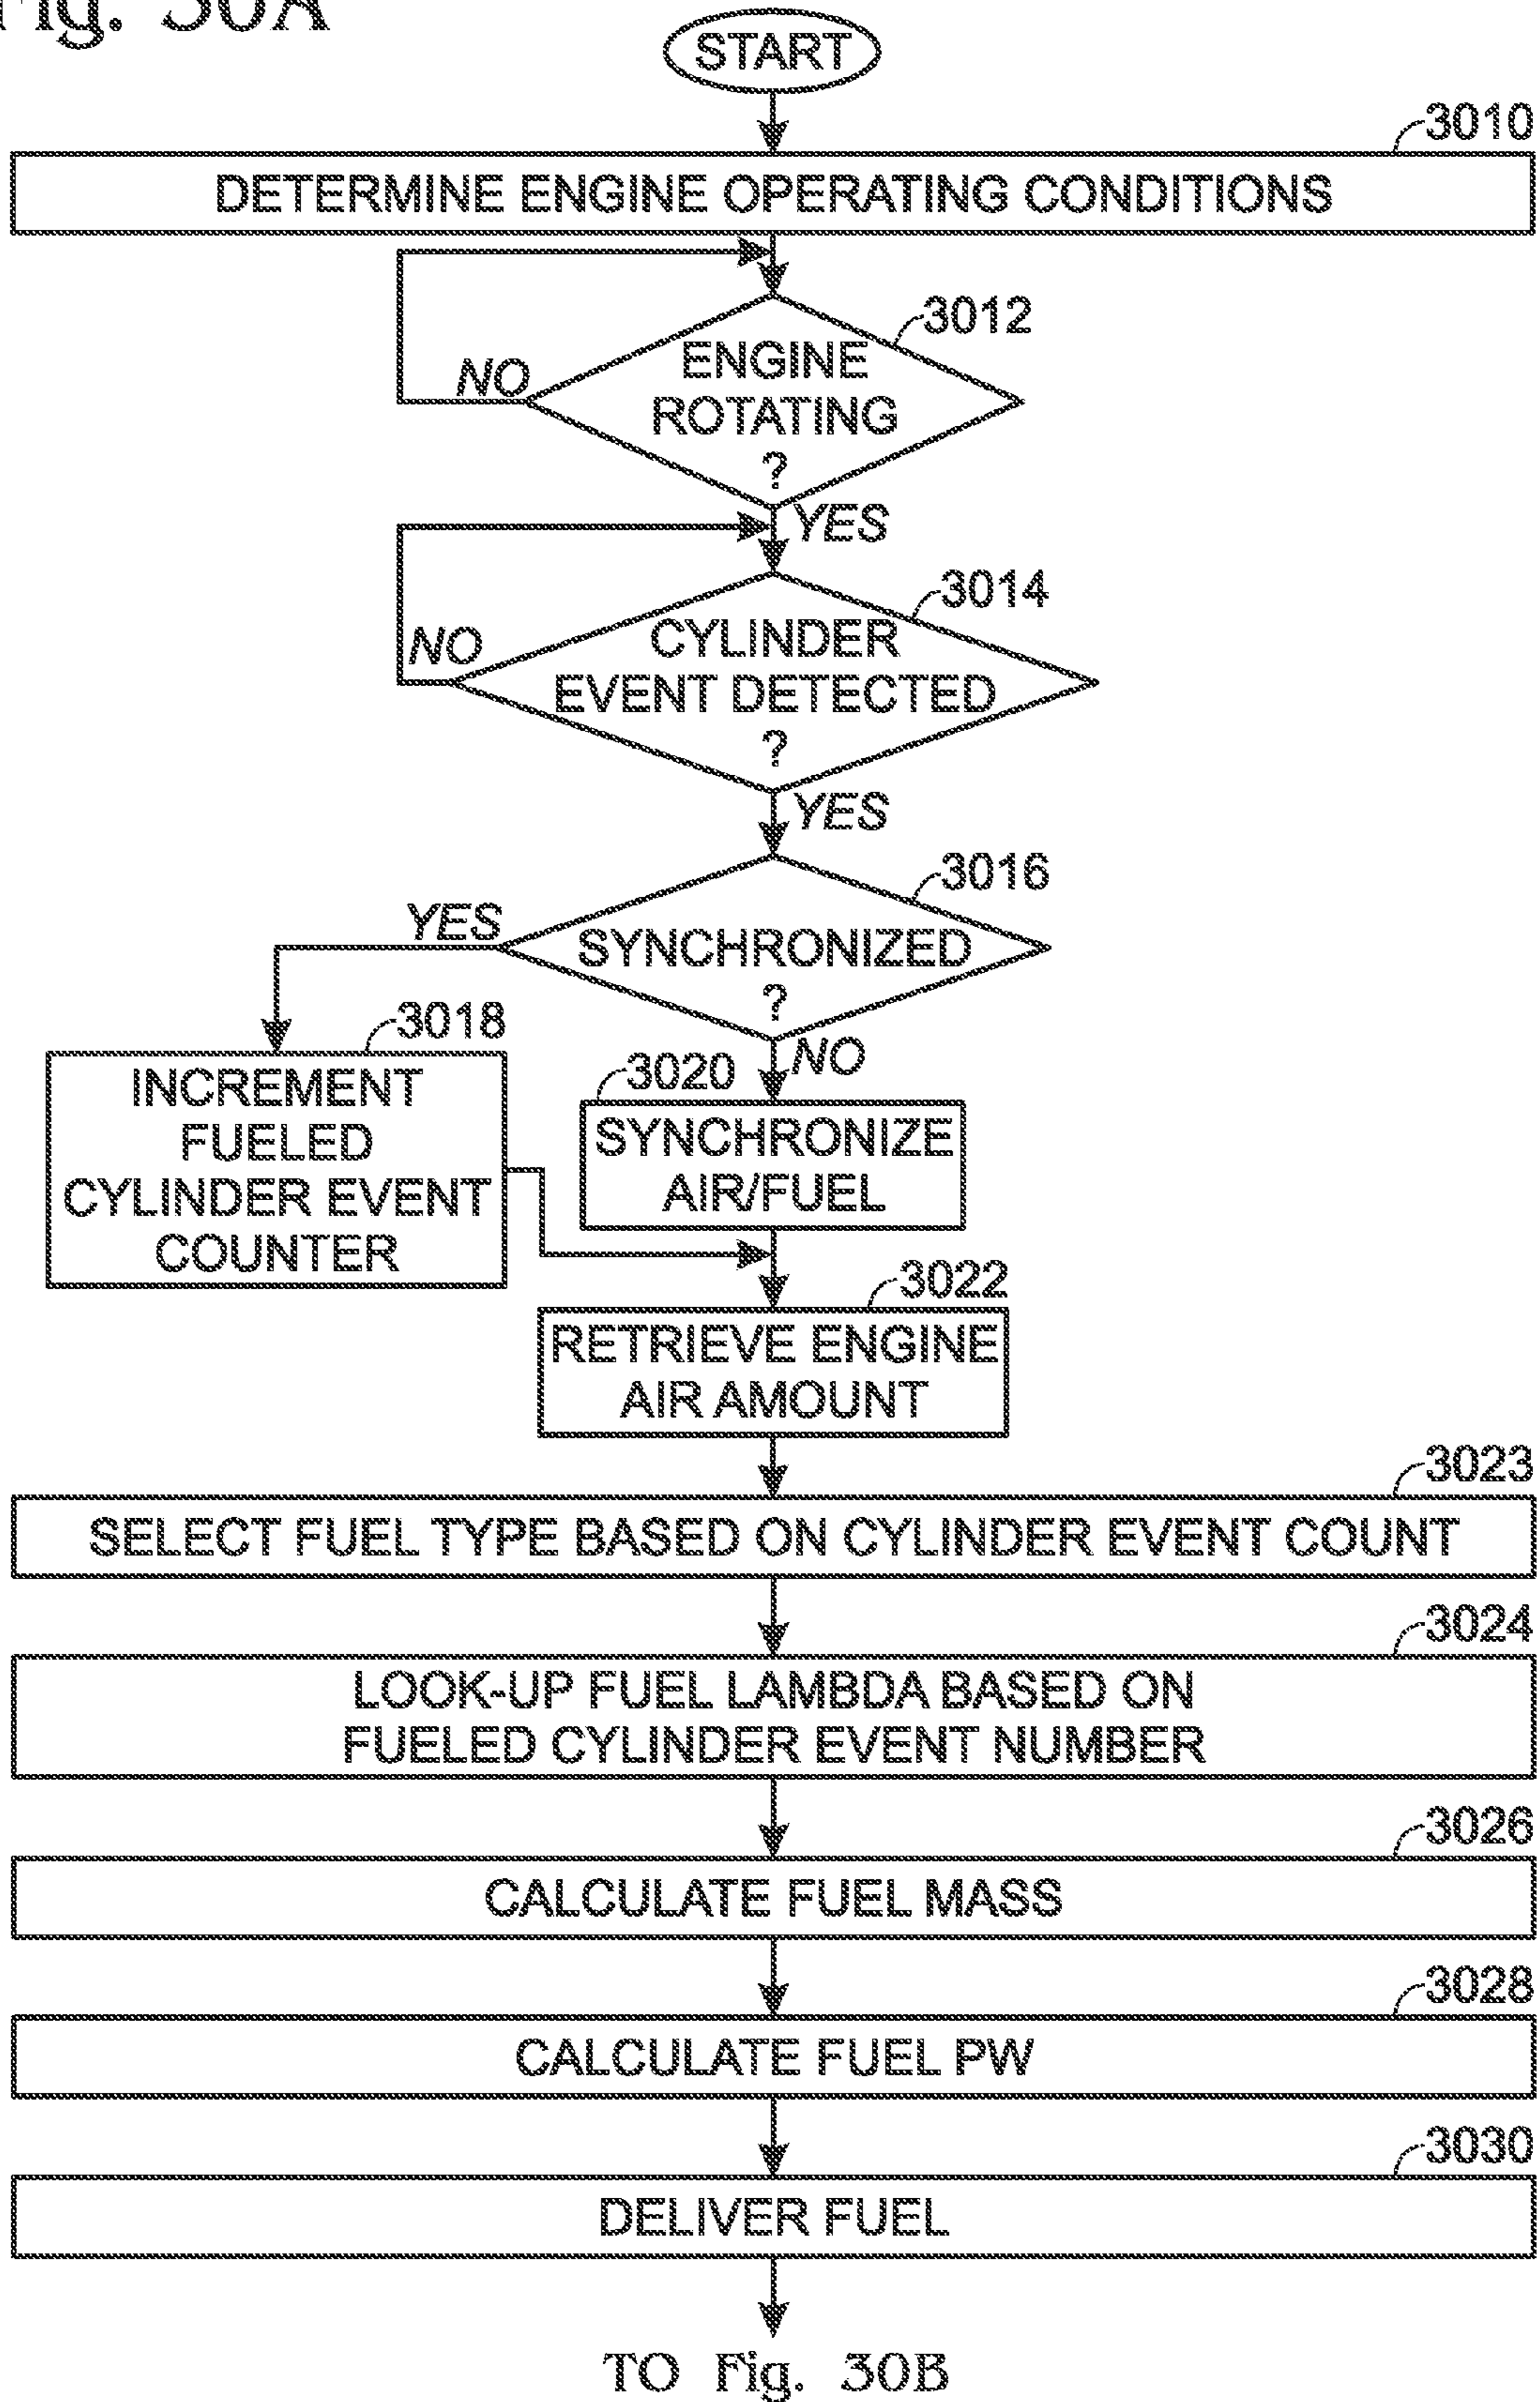 Fig. 30A
START
3010
DETERMINE ENGINE OPERATING CONDITIONS
3012
ENGINE
ROTATING
?
NO
YES
3014
CYLINDER
EVENT DETECTED
?
NO
YES
3016
SYNCHRONIZED
?
YES
NO
3018
INCREMENT
FUELED
CYLINDER EVENT
COUNTER
3020
SYNCHRONIZE
AIR/FUEL
3022
RETRIEVE ENGINE
AIR AMOUNT
3023
SELECT FUEL TYPE BASED ON CYLINDER EVENT COUNT
3024
LOOK-UP FUEL LAMBDA BASED ON
FUELED CYLINDER EVENT NUMBER
3026
CALCULATE FUEL MASS
3028
CALCULATE FUEL PW
3030
DELIVER FUEL
TO Fig. 30B